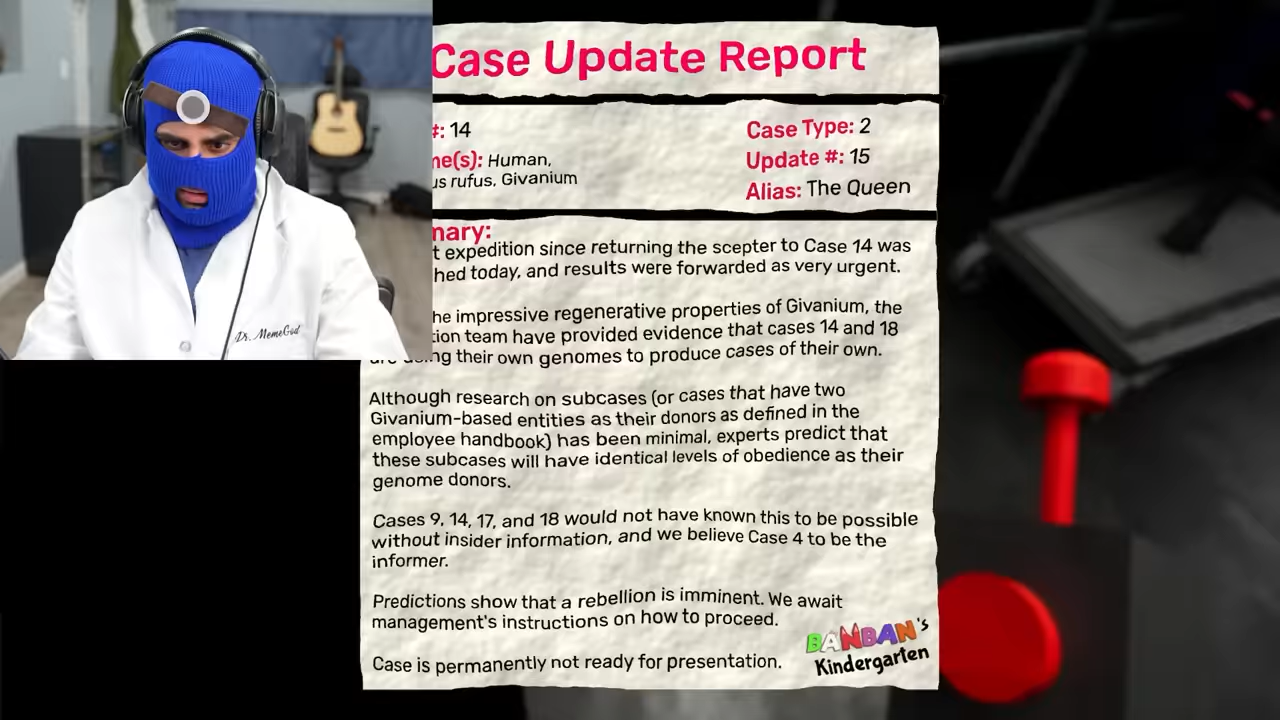 Case Update Report
#: 14
Case Type: 2
me(s): Human,
Update #: 15
us rufus, Givanium
Alias: The Queen
mary:
t expedition since returning the scepter to Case 14 was
hed today, and results were forwarded as very urgent.
he impressive regenerative properties of Givanium, the
tion team have provided evidence that cases 14 and 18
ng their own genomes to produce cases of their own.
Although research on subcases (or cases that have two
Givanium-based entities as their donors as defined in the
employee handbook) has been minimal, experts predict that
these subcases will have identical levels of obedience as their
genome donors.
Cases 9, 14, 17, and 18 would not have known this to be possible
without insider information, and we believe Case 4 to be the
informer.
Predictions show that a rebellion is imminent. We await
management's instructions on how to proceed.
Case is permanently not ready for presentation.
BANBAN's
Kindergarten
Dr. MemeGod